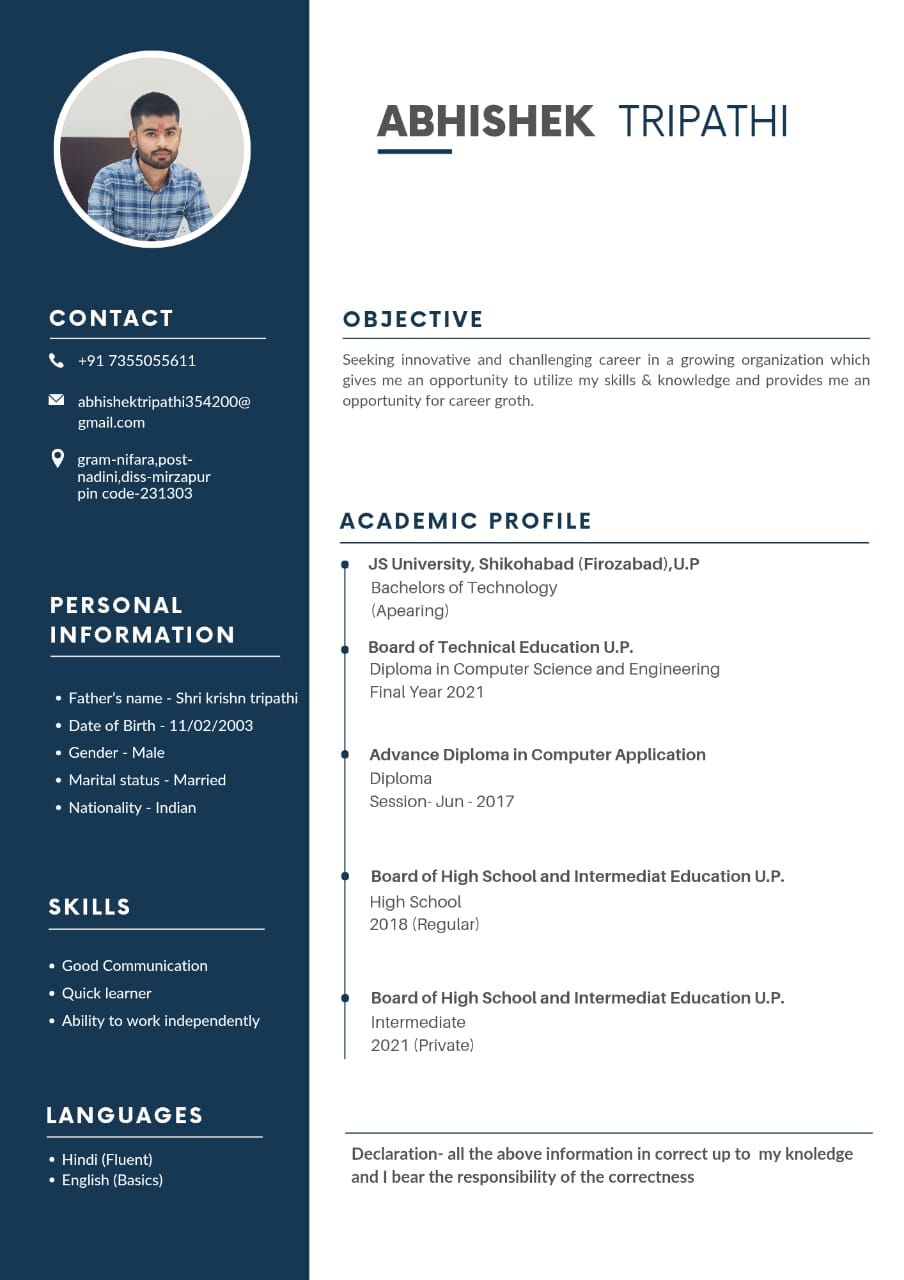 ABHISHEK TRIPATHI
CONTACT
+91 7355055611
abhishektripathi354200@
gmail.com
gram-nifara,post-
nadini,diss-mirzapur
pin code-231303
PERSONAL
INFORMATION
• Father's name - Shri krishn tripathi
• Date of Birth - 11/02/2003
• Gender - Male
• Marital status - Married
• Nationality - Indian
SKILLS
• Good Communication
• Quick learner
• Ability to work independently
LANGUAGES
• Hindi (Fluent)
• English (Basics)
OBJECTIVE
Seeking innovative and chanllenging career in a growing organization which
gives me an opportunity to utilize my skills & knowledge and provides me an
opportunity for career groth.
ACADEMIC PROFILE
JS University, Shikohabad (Firozabad),U.P
Bachelors of Technology
(Apearing)
Board of Technical Education U.P.
Diploma in Computer Science and Engineering
Final Year 2021
Advance Diploma in Computer Application
Diploma
Session- Jun - 2017
Board of High School and Intermediat Education U.P.
High School
2018 (Regular)
Board of High School and Intermediat Education U.P.
Intermediate
2021 (Private)
Declaration- all the above information in correct up to my knoledge
and I bear the responsibility of the correctness